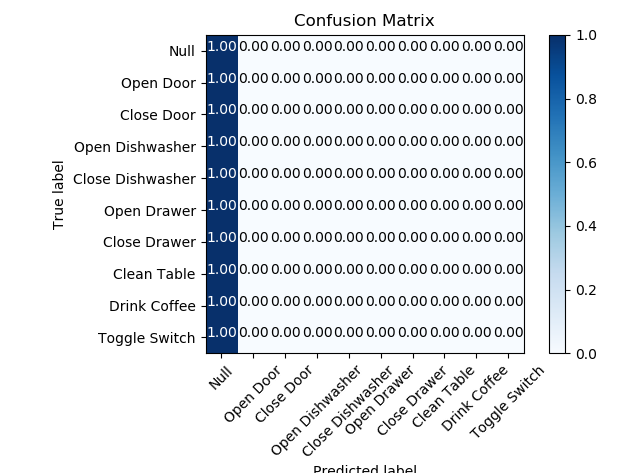 Confusion Matrix
True label
Null 1.00 0.00 0.00 0.00 0.00 0.00 0.00 0.00 0.00 0.00
Open Door 1.00 0.00 0.00 0.00 0.00 0.00 0.00 0.00 0.00 0.00
Close Door 1.00 0.00 0.00 0.00 0.00 0.00 0.00 0.00 0.00 0.00
Open Dishwasher 1.00 0.00 0.00 0.00 0.00 0.00 0.00 0.00 0.00 0.00
Close Dishwasher 1.00 0.00 0.00 0.00 0.00 0.00 0.00 0.00 0.00 0.00
Open Drawer 1.00 0.00 0.00 0.00 0.00 0.00 0.00 0.00 0.00 0.00
Close Drawer 1.00 0.00 0.00 0.00 0.00 0.00 0.00 0.00 0.00 0.00
Clean Table 1.00 0.00 0.00 0.00 0.00 0.00 0.00 0.00 0.00 0.00
Drink Coffee 1.00 0.00 0.00 0.00 0.00 0.00 0.00 0.00 0.00 0.00
Toggle Switch 1.00 0.00 0.00 0.00 0.00 0.00 0.00 0.00 0.00 0.00
Null
Open Door
Close Door
Open Dishwasher
Close Dishwasher
Open Drawer
Close Drawer
Clean Table
Drink Coffee
Toggle Switch
Predicted label
1.0
0.8
0.6
0.4
0.2
0.0